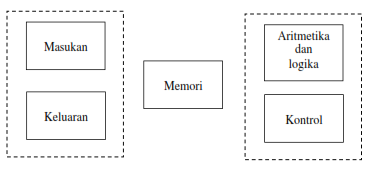 Masukan
Keluaran
Memori
Aritmetika
dan
logika
Kontrol